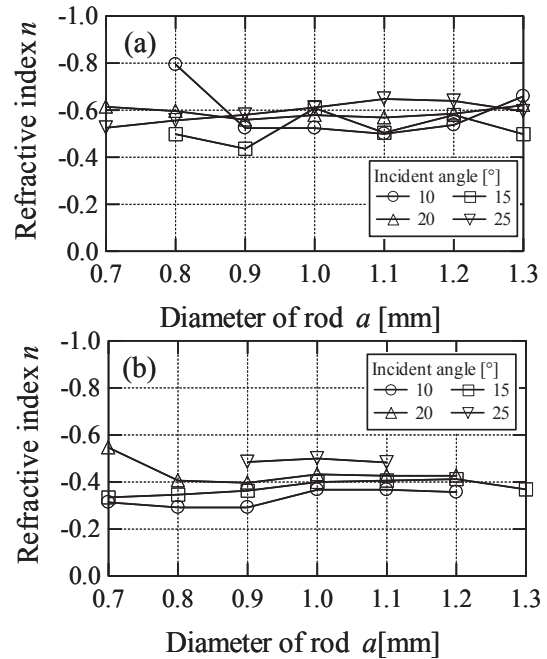 (a)
Refractive index n
-1.0
-0.8
-0.6
-0.4
-0.2
0.0
Incident angle [°]
10 15
20 25
0.7 0.8 0.9 1.0 1.1 1.2 1.3
Diameter of rod a [mm]
(b)
Refractive index n
-1.0
-0.8
-0.6
-0.4
-0.2
0.0
Incident angle [°]
10 15
20 25
0.7 0.8 0.9 1.0 1.1 1.2 1.3
Diameter of rod a [mm]